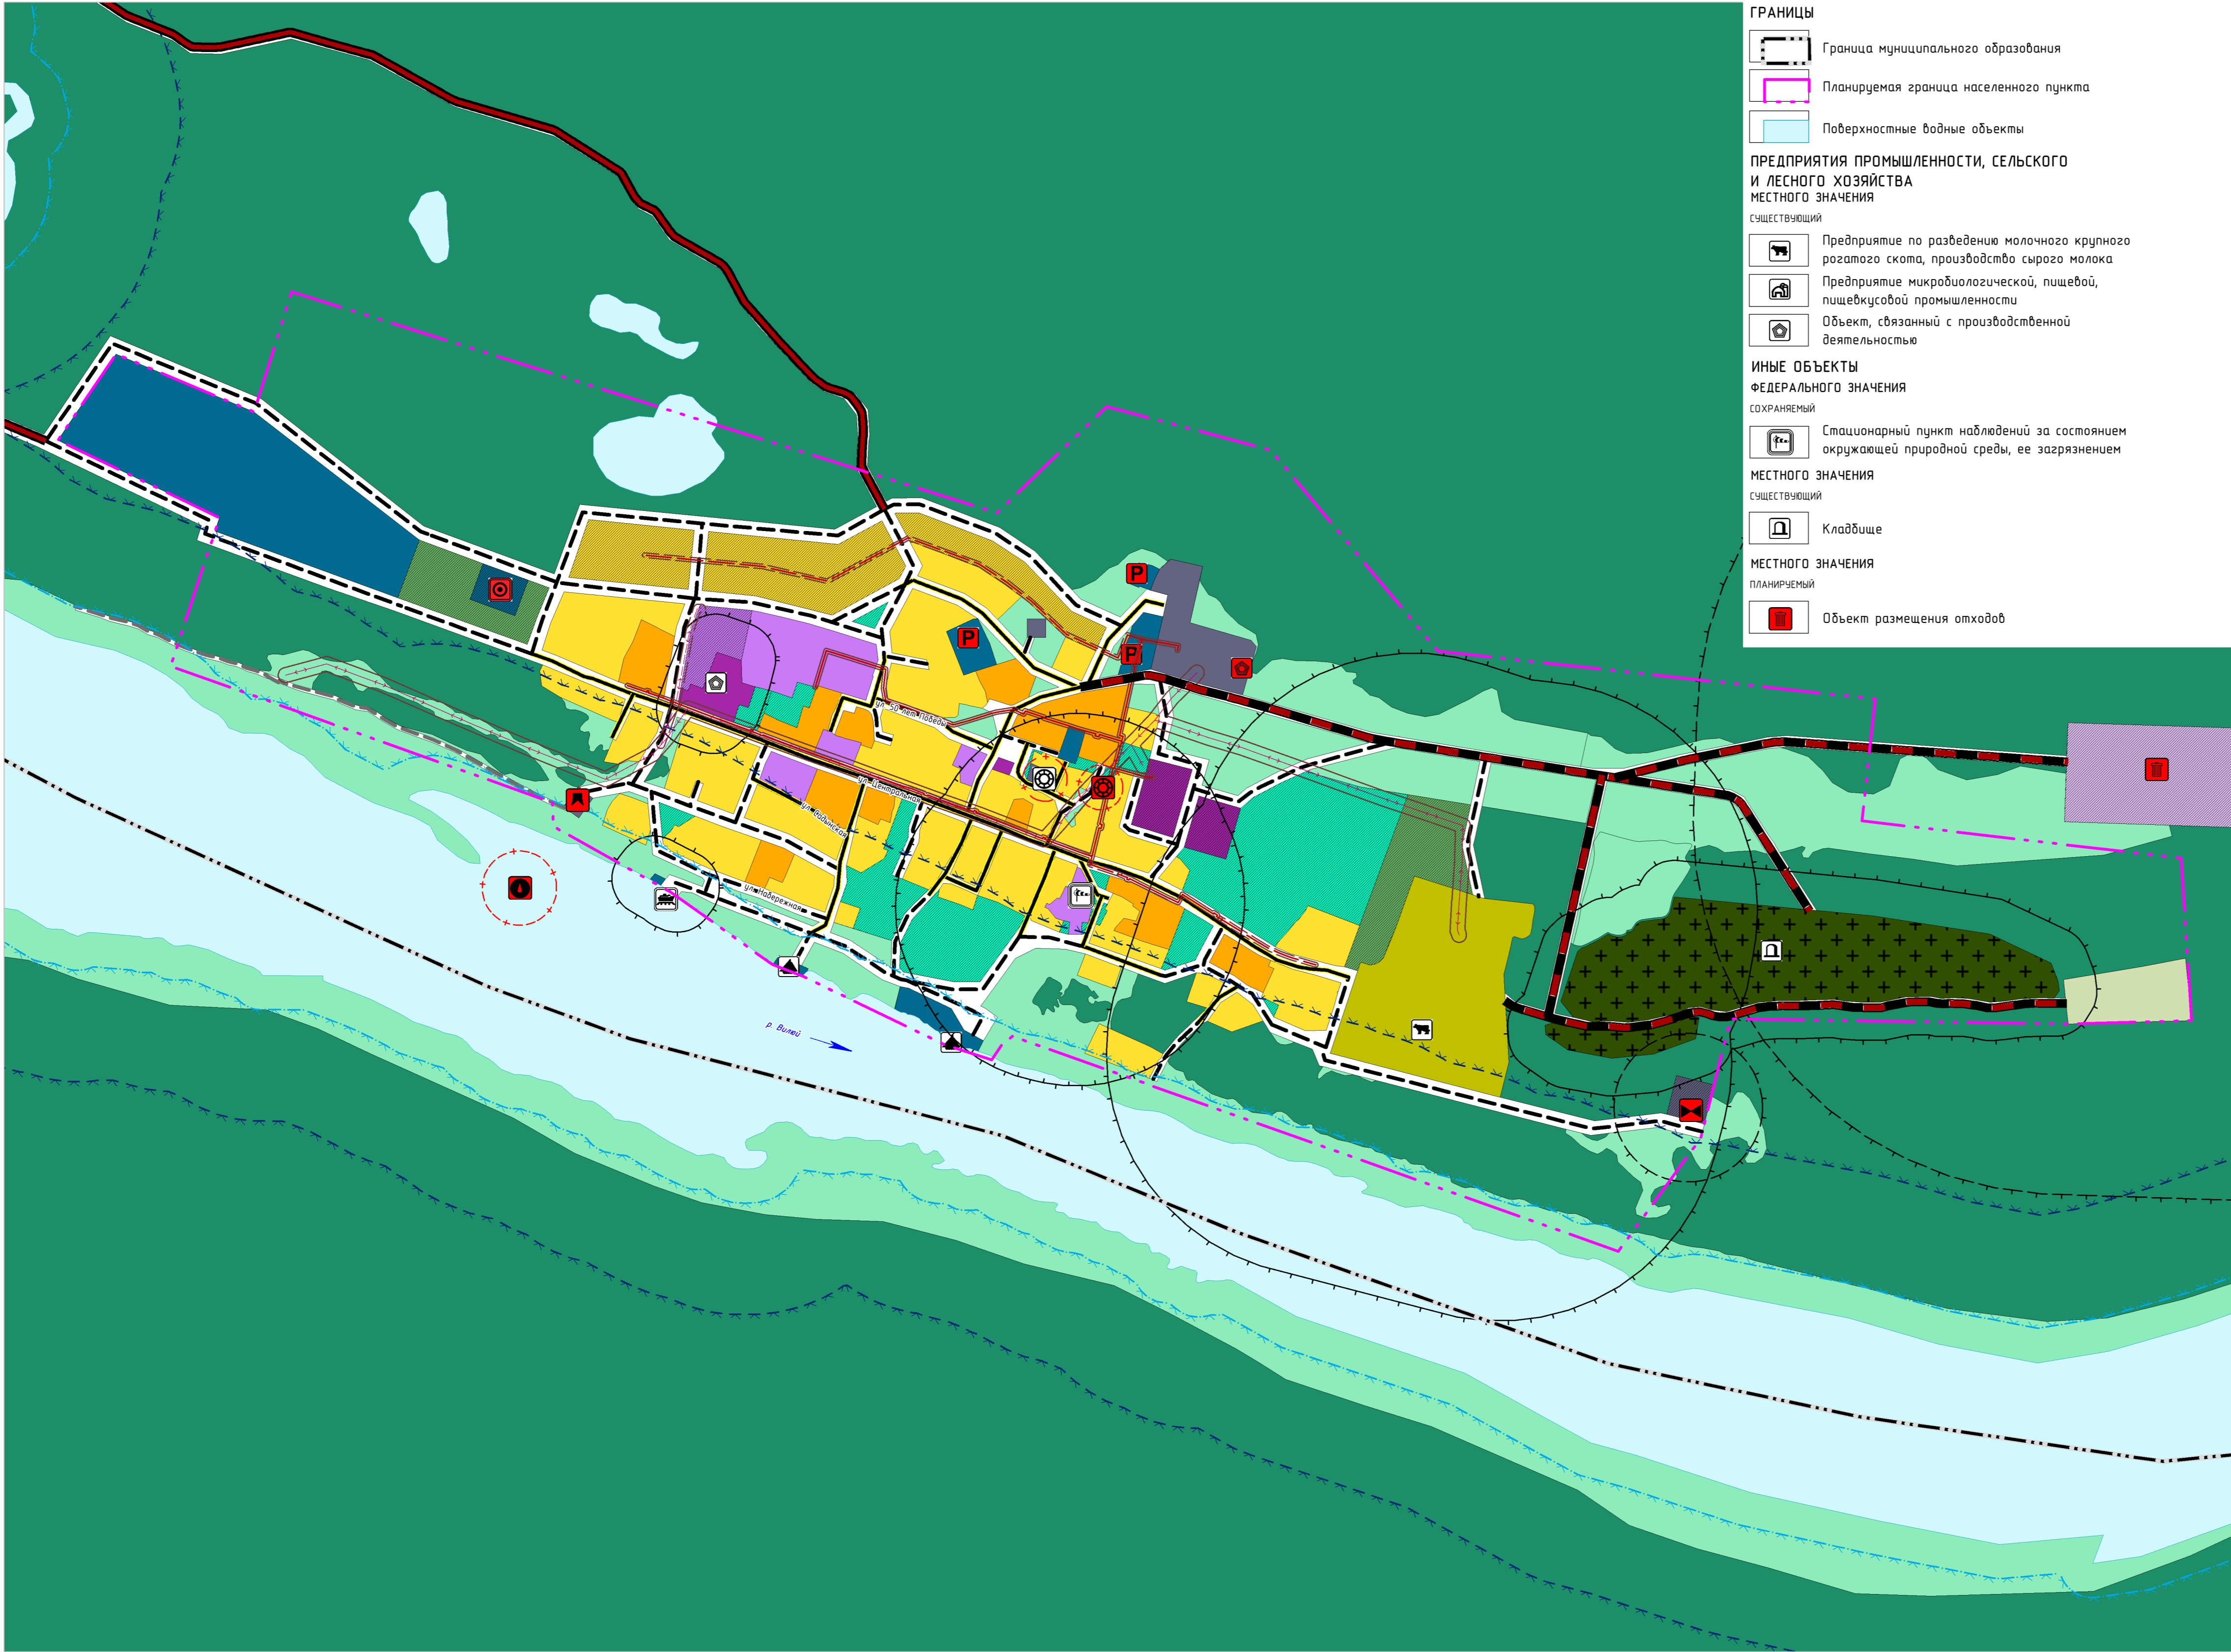 ГРАНИЦЫ
Граница муниципального образования
Планируемая граница населенного пункта
Поверхностные водные объекты
ПРЕДПРИЯТИЯ ПРОМЫШЛЕННОСТИ, СЕЛЬСКОГО
И ЛЕСНОГО ХОЗЯЙСТВА
МЕСТНОГО ЗНАЧЕНИЯ
СУЩЕСТВУЮЩИЙ
Предприятие по разведению молочного крупного
рогатого скота, производство сырого молока
Предприятие микробиологической, пищевой,
пищевкусовой промышленности
Объект, связанный с производственной
деятельностью
ИНЫЕ ОБЪЕКТЫ
ФЕДЕРАЛЬНОГО ЗНАЧЕНИЯ
СОХРАНЯЕМЫЙ
Стационарный пункт наблюдений за состоянием
окружающей природной среды, ее загрязнением
МЕСТНОГО ЗНАЧЕНИЯ
СУЩЕСТВУЮЩИЙ
Кладбище
МЕСТНОГО ЗНАЧЕНИЯ
ПЛАНИРУЕМЫЙ
Объект размещения отходов
P
P
P
ул. 50 лет Победы
ул. Центральная
ул. Садынская
ул. Набережная
р. Вилюй